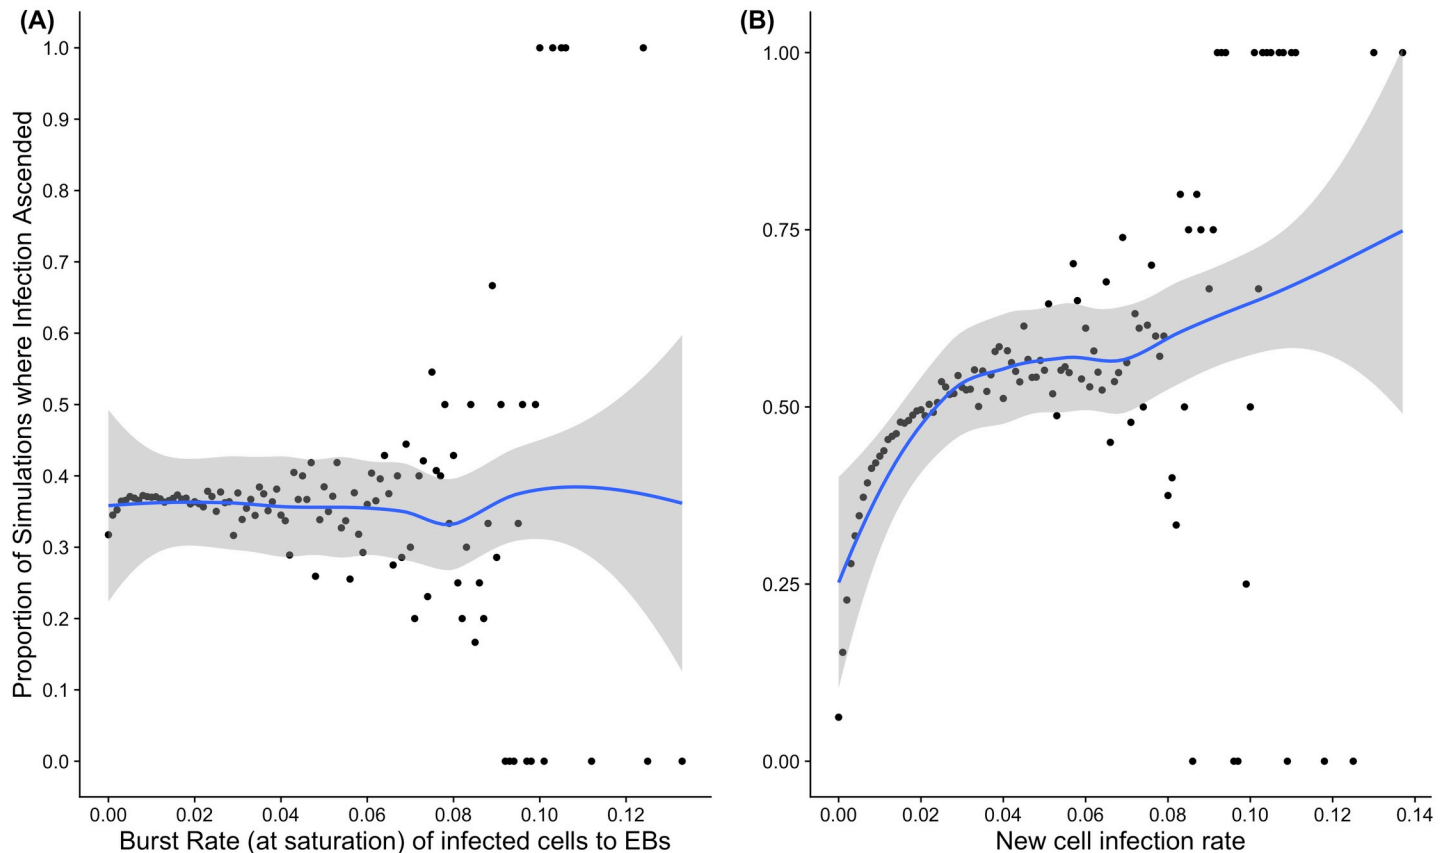 (A)
Proportion of Simulations where Infection Ascended
1.0
0.9
0.8
0.7
0.6
0.5
0.4
0.3
0.2
0.1
0.0
0.00 0.02 0.04 0.06 0.08 0.10 0.12
Burst Rate (at saturation) of infected cells to EBs
(B)
1.00
0.75
0.50
0.25
0.00
0.00 0.02 0.04 0.06 0.08 0.10 0.12 0.14
New cell infection rate